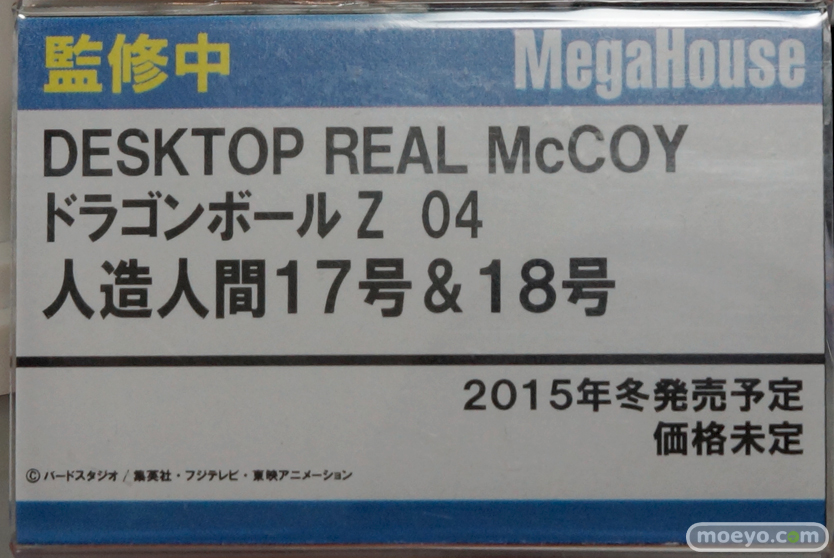 監修中 MegaHouse
DESKTOP REAL McCOY
ドラゴンボールZ 04
人造人間17号&18号
2015年冬発売予定
価格未定
©バードスタジオ/集英社・フジテレビ・東映アニメーション
moeyo.com